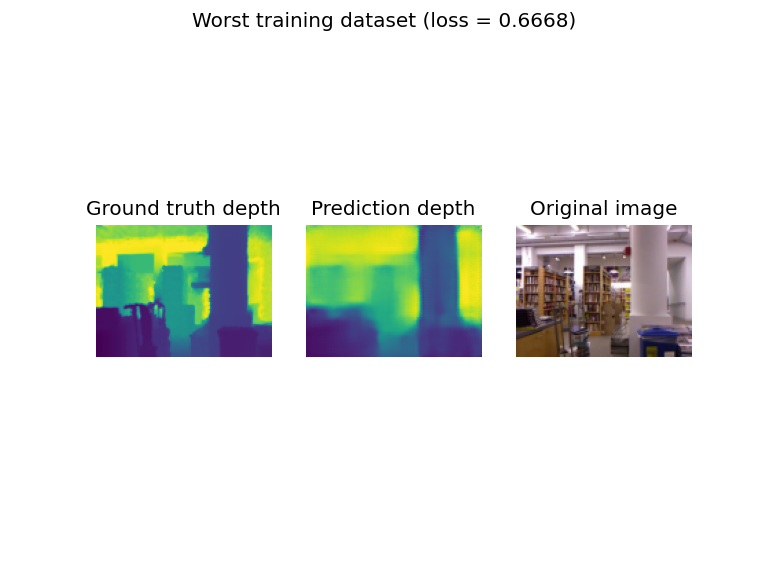 Worst training dataset (loss = 0.6668)
Ground truth depth
Prediction depth
Original image